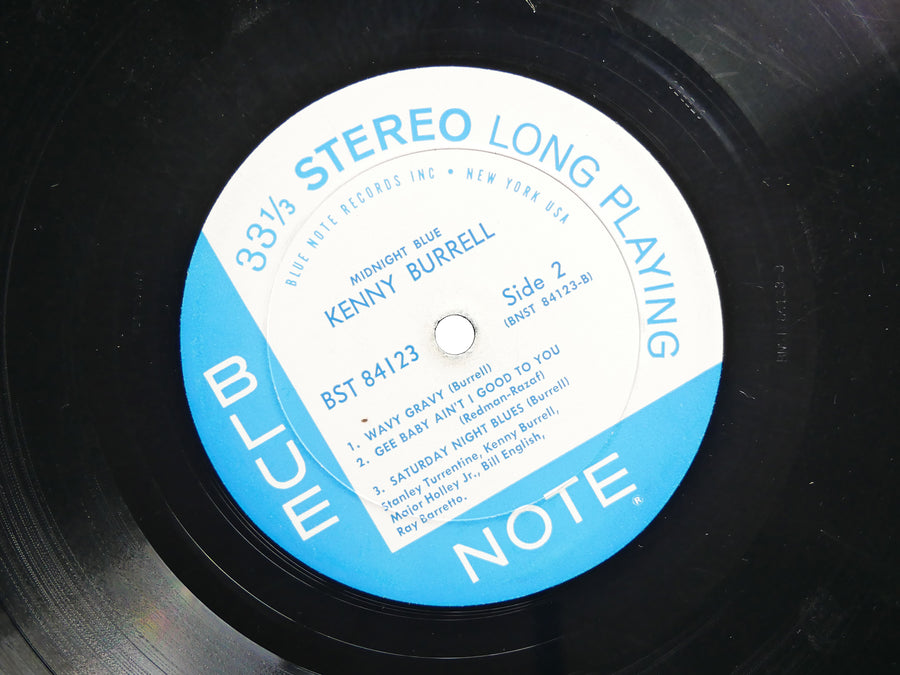 33⅓ STEREO LONG PLAYING
BLUE NOTE RECORDS INC • NEW YORK USA
MIDNIGHT BLUE
KENNY BURRELL
Side 2
(BNST 84123-B)
BST 84123
1. WAVY GRAVY (Burrell)
2. GEE BABY AIN'T I GOOD TO YOU
(Redman-Razaf)
3. SATURDAY NIGHT BLUES (Burrell)
Stanley Turrentine, Kenny Burrell,
Major Holley Jr., Bill English,
Ray Barretto.
BLUE
NOTE ®